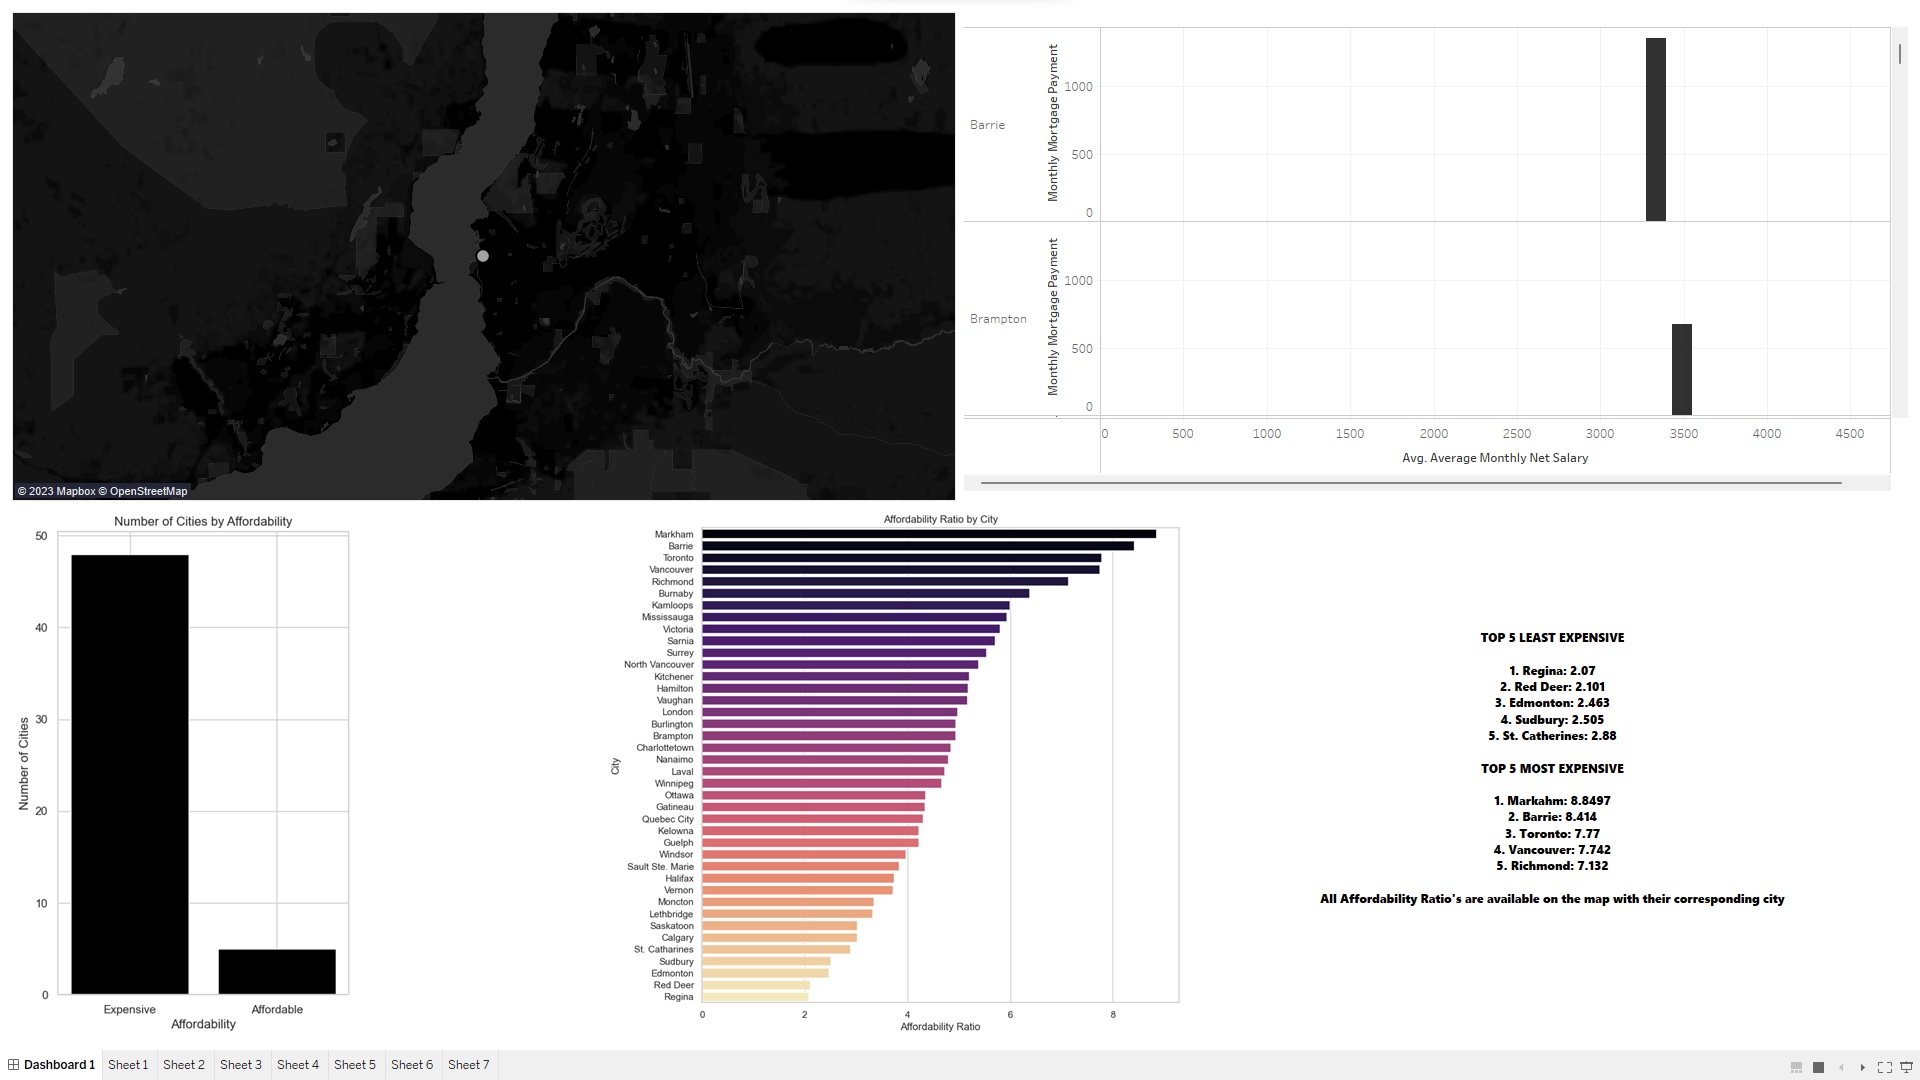 © 2023 Mapbox © OpenStreetMap
Barrie
Monthly Mortgage Payment
1000
500
0
Brampton
Monthly Mortgage Payment
1000
500
0
0 500 1000 1500 2000 2500 3000 3500 4000 4500
Avg. Average Monthly Net Salary
Number of Cities by Affordability
Number of Cities
50
40
30
20
10
0
Expensive Affordable
Affordability
Affordability Ratio by City
City
Markham
Barrie
Toronto
Vancouver
Richmond
Burnaby
Kamloops
Mississauga
Victoria
Sarnia
Surrey
North Vancouver
Kitchener
Hamilton
Vaughan
London
Burlington
Brampton
Charlottetown
Nanaimo
Laval
Winnipeg
Ottawa
Gatineau
Quebec City
Kelowna
Guelph
Windsor
Sault Ste. Marie
Halifax
Vernon
Moncton
Lethbridge
Saskatoon
Calgary
St. Catharines
Sudbury
Edmonton
Red Deer
Regina
0 2 4 6 8
Affordability Ratio
TOP 5 LEAST EXPENSIVE
1. Regina: 2.07
2. Red Deer: 2.101
3. Edmonton: 2.463
4. Sudbury: 2.505
5. St. Catherines: 2.88
TOP 5 MOST EXPENSIVE
1. Markahm: 8.8497
2. Barrie: 8.414
3. Toronto: 7.77
4. Vancouver: 7.742
5. Richmond: 7.132
All Affordability Ratio's are available on the map with their corresponding city
Dashboard 1 Sheet 1 Sheet 2 Sheet 3 Sheet 4 Sheet 5 Sheet 6 Sheet 7